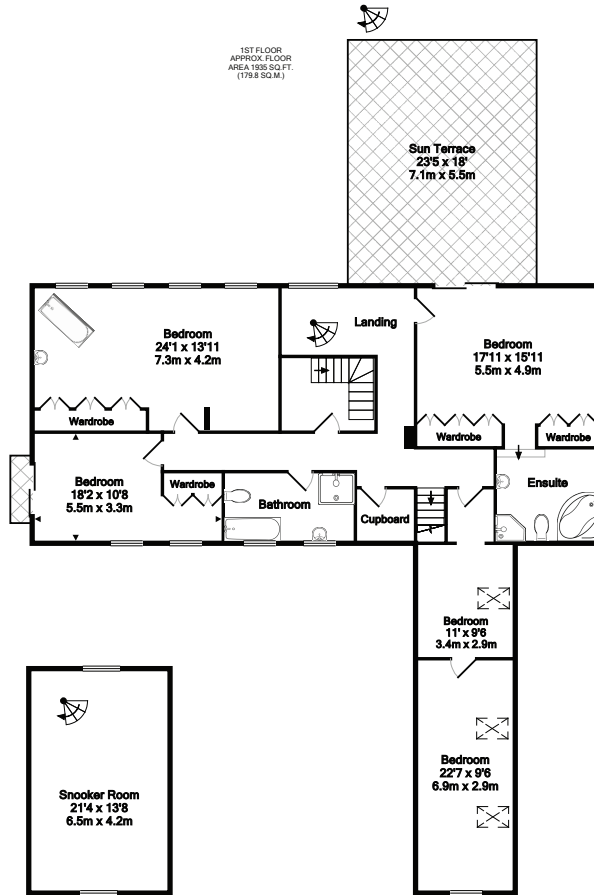 1ST FLOOR
APPROX. FLOOR
AREA 1935 SQ.FT.
(179.8 SQ.M.)
Sun Terrace
23'5 x 18'
7.1m x 5.5m
Landing
Bedroom
24'1 x 13'11
7.3m x 4.2m
Bedroom
17'11 x 15'11
5.5m x 4.9m
Wardrobe
Wardrobe
Wardrobe
Bedroom
18'2 x 10'8
5.5m x 3.3m
Wardrobe
Bathroom
Cupboard
Ensuite
Bedroom
11' x 9'6
3.4m x 2.9m
Bedroom
22'7 x 9'6
6.9m x 2.9m
Snooker Room
21'4 x 13'8
6.5m x 4.2m